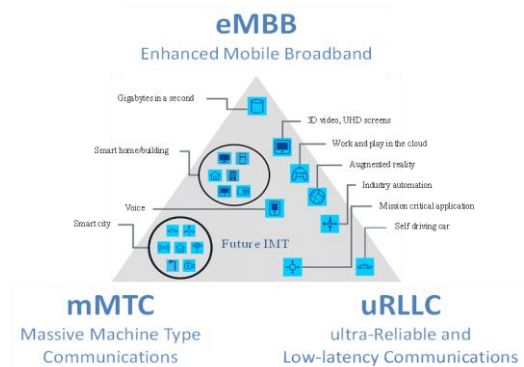 eMBB
Enhanced Mobile Broadband
Gigabytes in a second
3D video, UHD screens
Work and play in the cloud
Smart home/building
Augmented reality
Industry automation
Voice
Mission critical application
Smart city
Self driving car
Future IMT
mMTC
Massive Machine Type
Communications
uRLLC
ultra-Reliable and
Low-latency Communications